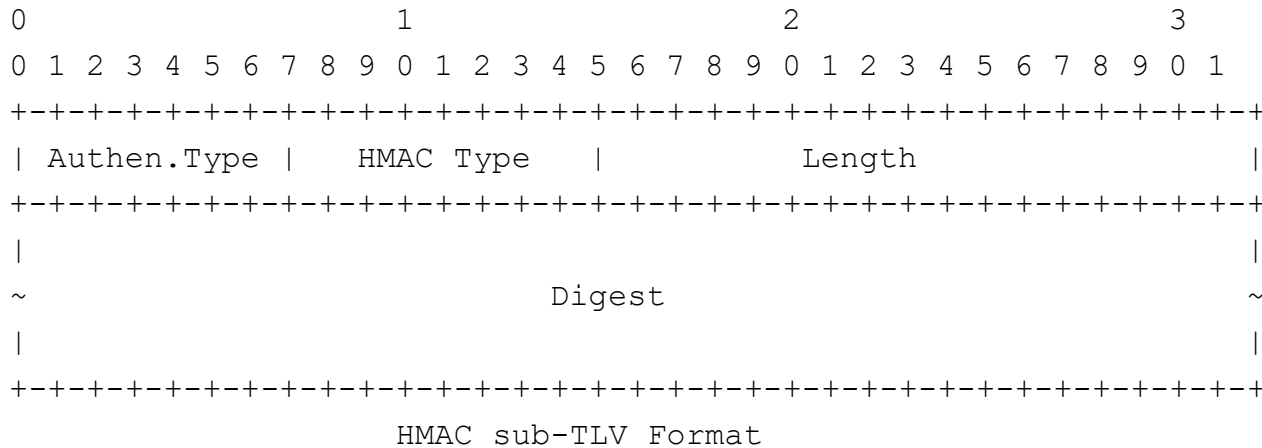 0                   1                   2                   3
0 1 2 3 4 5 6 7 8 9 0 1 2 3 4 5 6 7 8 9 0 1 2 3 4 5 6 7 8 9 0 1
+-+-+-+-+-+-+-+-+-+-+-+-+-+-+-+-+-+-+-+-+-+-+-+-+-+-+-+-+-+-+-+-+
| Authen.Type |   HMAC Type   |          Length                 |
+-+-+-+-+-+-+-+-+-+-+-+-+-+-+-+-+-+-+-+-+-+-+-+-+-+-+-+-+-+-+-+-+
|                                                               |
~                           Digest                              ~
|                                                               |
+-+-+-+-+-+-+-+-+-+-+-+-+-+-+-+-+-+-+-+-+-+-+-+-+-+-+-+-+-+-+-+-+
                    HMAC sub-TLV Format